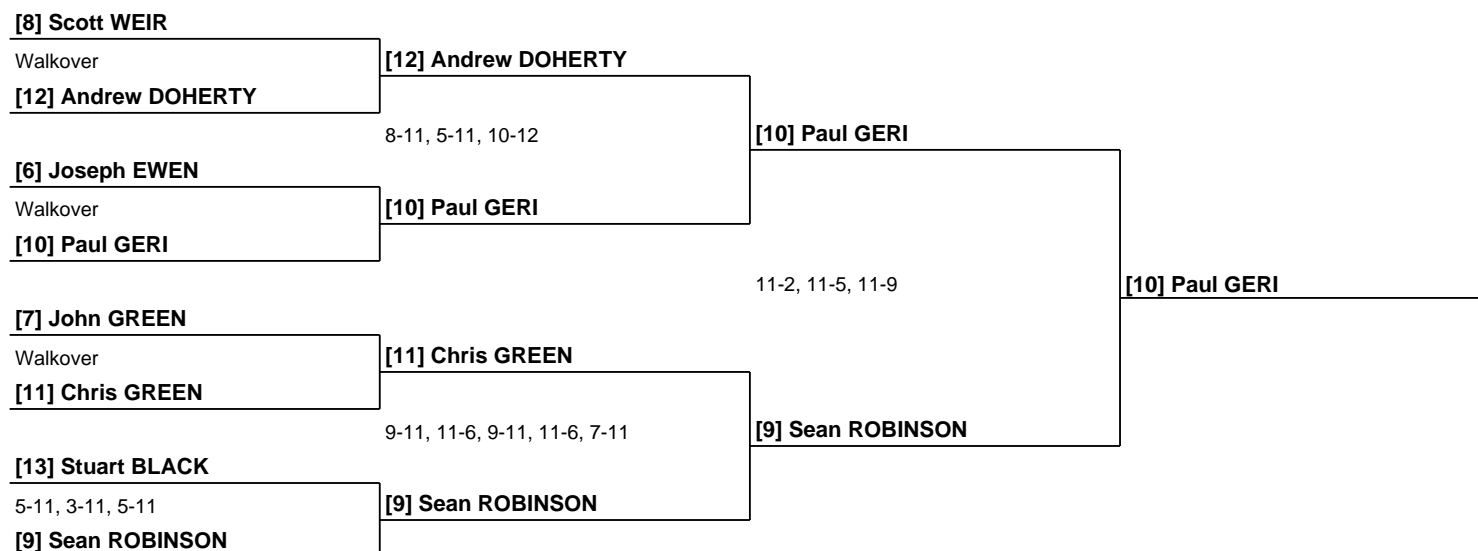 [8] Scott WEIR
Walkover
[12] Andrew DOHERTY
[12] Andrew DOHERTY
8-11, 5-11, 10-12
[10] Paul GERI
[6] Joseph EWEN
Walkover
[10] Paul GERI
[10] Paul GERI
11-2, 11-5, 11-9
[10] Paul GERI
[7] John GREEN
Walkover
[11] Chris GREEN
[11] Chris GREEN
9-11, 11-6, 9-11, 11-6, 7-11
[9] Sean ROBINSON
[13] Stuart BLACK
5-11, 3-11, 5-11
[9] Sean ROBINSON
[9] Sean ROBINSON